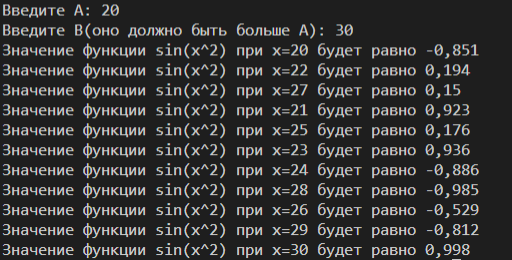 Введите A: 20
Введите B(оно должно быть больше A): 30
Значение функции sin(x^2) при x=20 будет равно -0,851
Значение функции sin(x^2) при x=22 будет равно 0,194
Значение функции sin(x^2) при x=27 будет равно 0,15
Значение функции sin(x^2) при x=21 будет равно 0,923
Значение функции sin(x^2) при x=25 будет равно 0,176
Значение функции sin(x^2) при x=23 будет равно 0,936
Значение функции sin(x^2) при x=24 будет равно -0,886
Значение функции sin(x^2) при x=28 будет равно -0,985
Значение функции sin(x^2) при x=26 будет равно -0,529
Значение функции sin(x^2) при x=29 будет равно -0,812
Значение функции sin(x^2) при x=30 будет равно 0,998